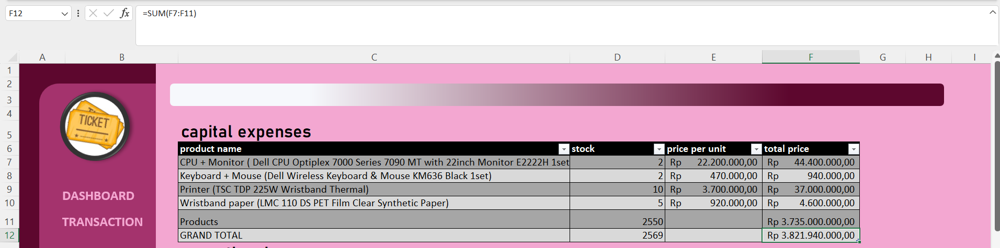 F12 fx =SUM(F7:F11)
A B C D E F G H I
1
2
3
TICKET
4
5 capital expenses
6 product name stock price per unit total price
7 CPU + Monitor ( Dell CPU Optiplex 7000 Series 7090 MT with 22inch Monitor E2222H 1set 2 Rp 22.200.000,00 Rp 44.400.000,00
8 Keyboard + Mouse (Dell Wireless Keyboard & Mouse KM636 Black 1set) 2 Rp 470.000,00 Rp 940.000,00
9 DASHBOARD Printer (TSC TDP 225W Wristband Thermal) 10 Rp 3.700.000,00 Rp 37.000.000,00
10 Wristband paper (LMC 110 DS PET Film Clear Synthetic Paper) 5 Rp 920.000,00 Rp 4.600.000,00
11 TRANSACTION Products 2550 Rp 3.735.000.000,00
12 GRAND TOTAL 2569 Rp 3.821.940.000,00